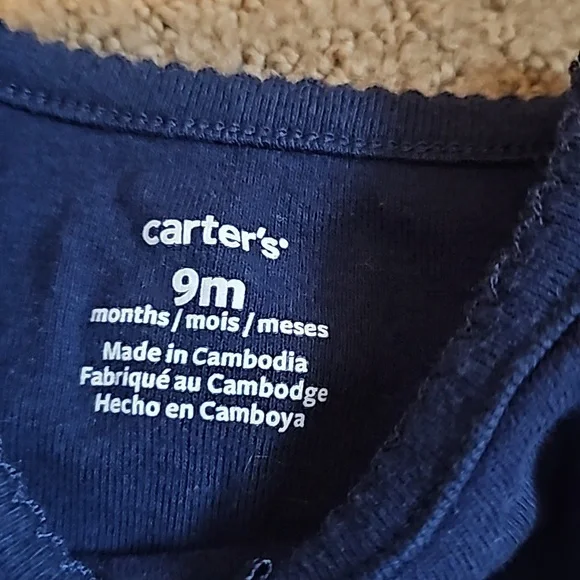 carter's
9m
months/mois/meses
Made in Cambodia
Fabriqué au Cambodge
Hecho en Camboya